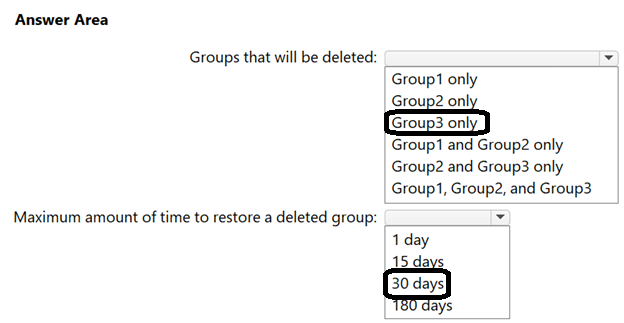 Answer Area
Groups that will be deleted:
Group1 only
Group2 only
Group3 only
Group1 and Group2 only
Group2 and Group3 only
Group1, Group2, and Group3
Maximum amount of time to restore a deleted group:
1 day
15 days
30 days
180 days